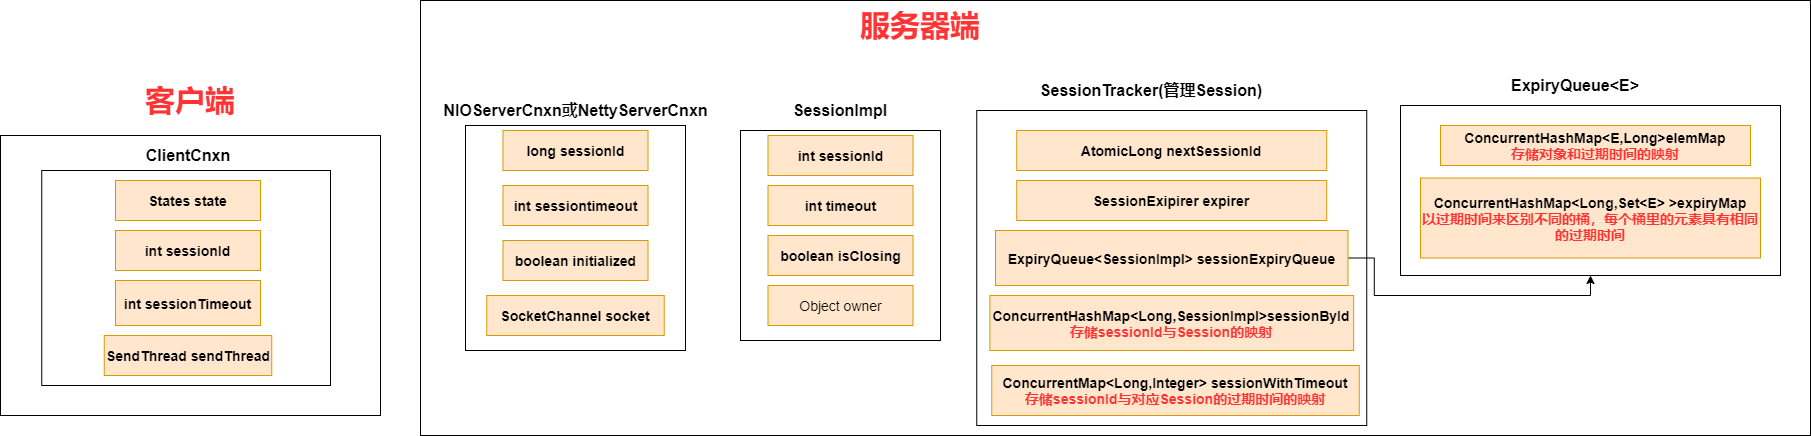 客户端
ClientCnxn
States state
int sessionId
int sessionTimeout
SendThread sendThread
服务器端
NIOServerCnxn或NettyServerCnxn
long sessionId
int sessiontimeout
boolean initialized
SocketChannel socket
SessionImpl
int sessionId
int timeout
boolean isClosing
Object owner
SessionTracker(管理Session)
AtomicLong nextSessionId
SessionExipirer expirer
ExpiryQueue<SessionImpl> sessionExpiryQueue
ConcurrentHashMap<Long,SessionImpl>sessionById
存储sessionId与Session的映射
ConcurrentMap<Long,Integer> sessionWithTimeout
存储sessionId与对应Session的过期时间的映射
ExpiryQueue<E>
ConcurrentHashMap<E,Long>elemMap
存储对象和过期时间的映射
ConcurrentHashMap<Long,Set<E> >expiryMap
以过期时间来区别不同的桶，每个桶里的元素具有相同
的过期时间